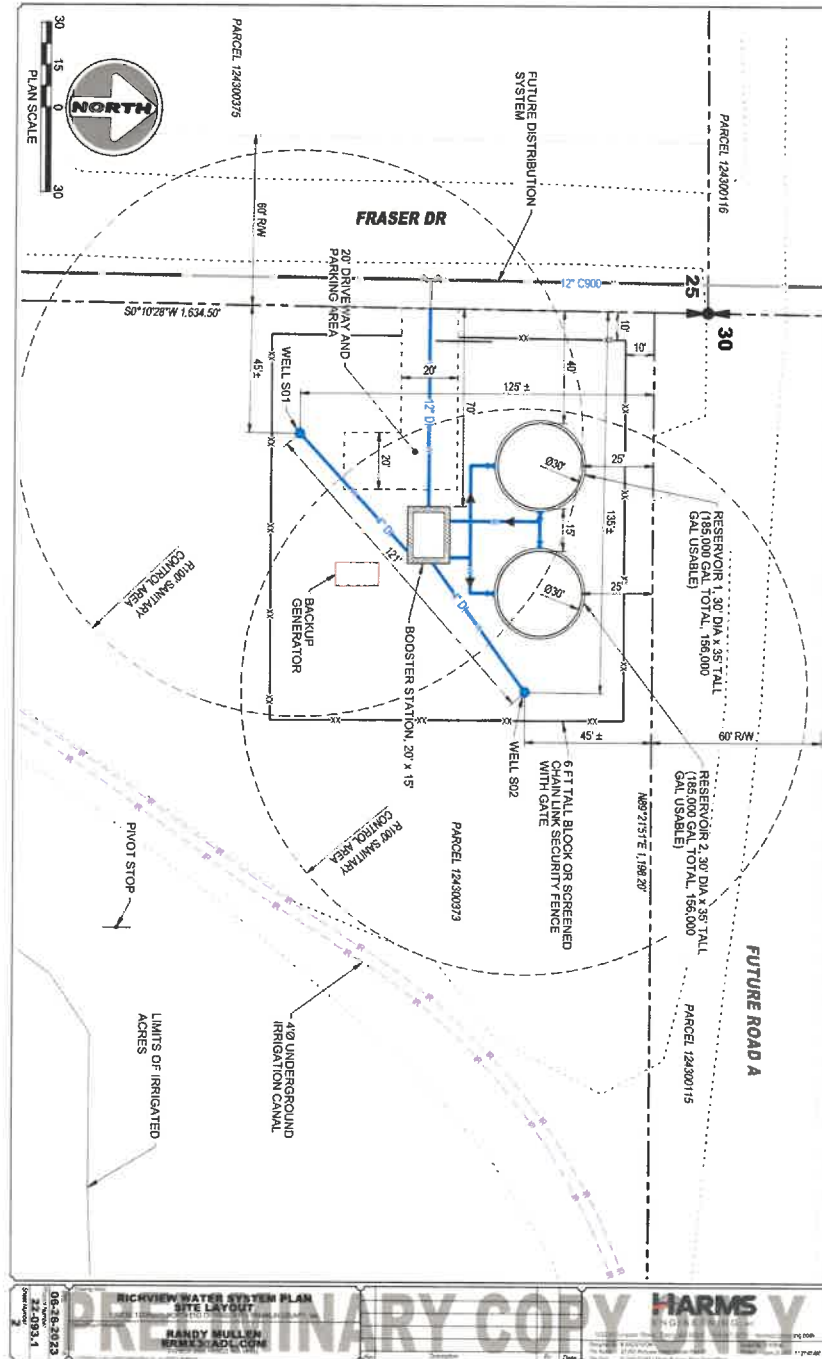 30
15
0
30
PLAN SCALE
NORTH
PARCEL 124300375
PARCEL 124300116
FUTURE DISTRIBUTION
SYSTEM
60' R/W
FRASER DR
12" C900
25
30
S0°10'28"W 1,634.50'
20' DRIVEWAY AND
PARKING AREA
10'
10'
45'±
WELL S01
20'
20'
12" DI
70'
40'
125' ±
135'±
Ø30'
Ø30'
25'
25'
15'
121'
BACKUP
GENERATOR
BOOSTER STATION, 20' x 15'
WELL S02
45' ±
60' R/W
RESERVOIR 1, 30' DIA x 35' TALL
(185,000 GAL TOTAL, 156,000
GAL USABLE)
RESERVOIR 2, 30' DIA x 35' TALL
(185,000 GAL TOTAL, 156,000
GAL USABLE)
R100' SANITARY
CONTROL AREA
R100' SANITARY
CONTROL AREA
6 FT TALL BLOCK OR SCREENED
CHAIN LINK SECURITY FENCE
WITH GATE
PARCEL 124300373
N89°21'51"E 1,198.20'
FUTURE ROAD A
PARCEL 124300115
PIVOT STOP
4'Ø UNDERGROUND
IRRIGATION CANAL
LIMITS OF IRRIGATED
ACRES
PRELIMINARY COPY ONLY
HARMS
ENGINEERING
RICHVIEW WATER SYSTEM PLAN
SITE LAYOUT
RANDY MULLEN
06-28-2023
22-093.1
2